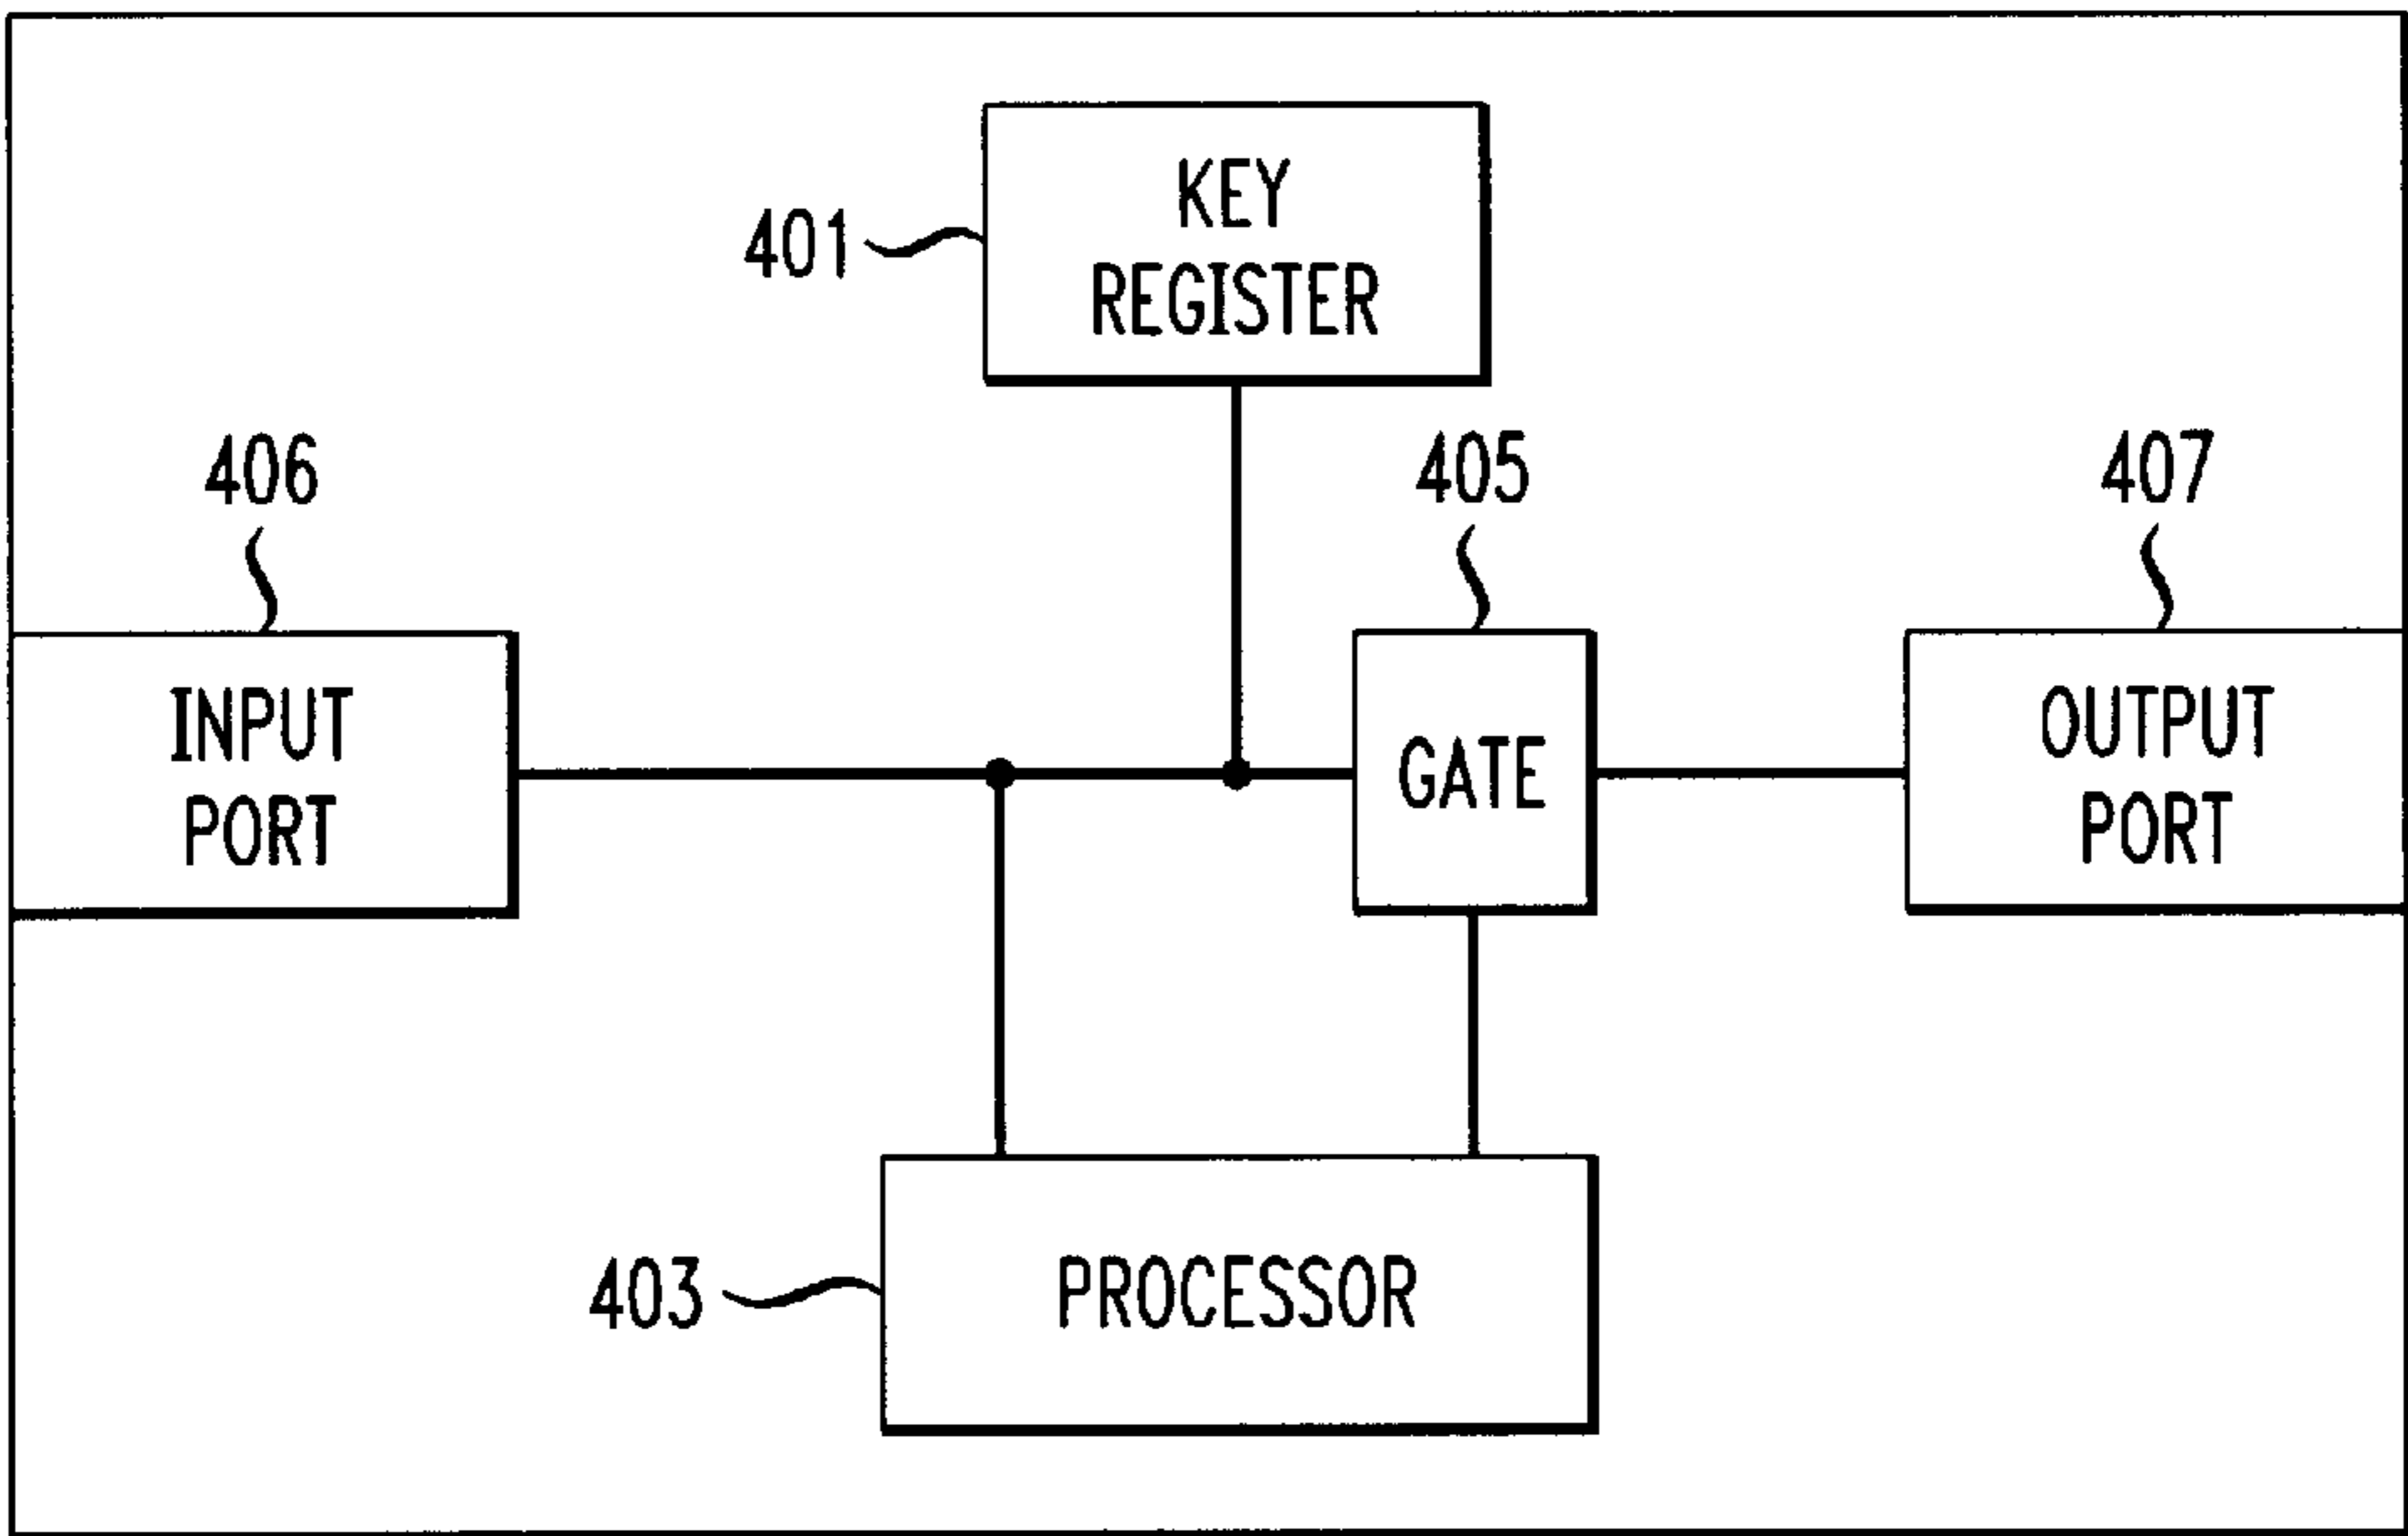 KEY
REGISTER
401
406
405
407
INPUT
PORT
GATE
OUTPUT
PORT
403
PROCESSOR